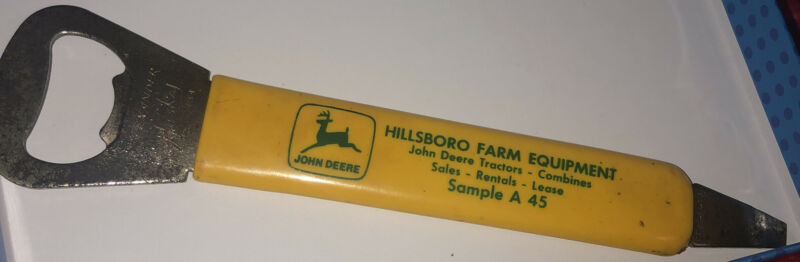 JOHN DEERE
HILLSBORO FARM EQUIPMENT
John Deere Tractors - Combines
Sales - Rentals - Lease
Sample A 45